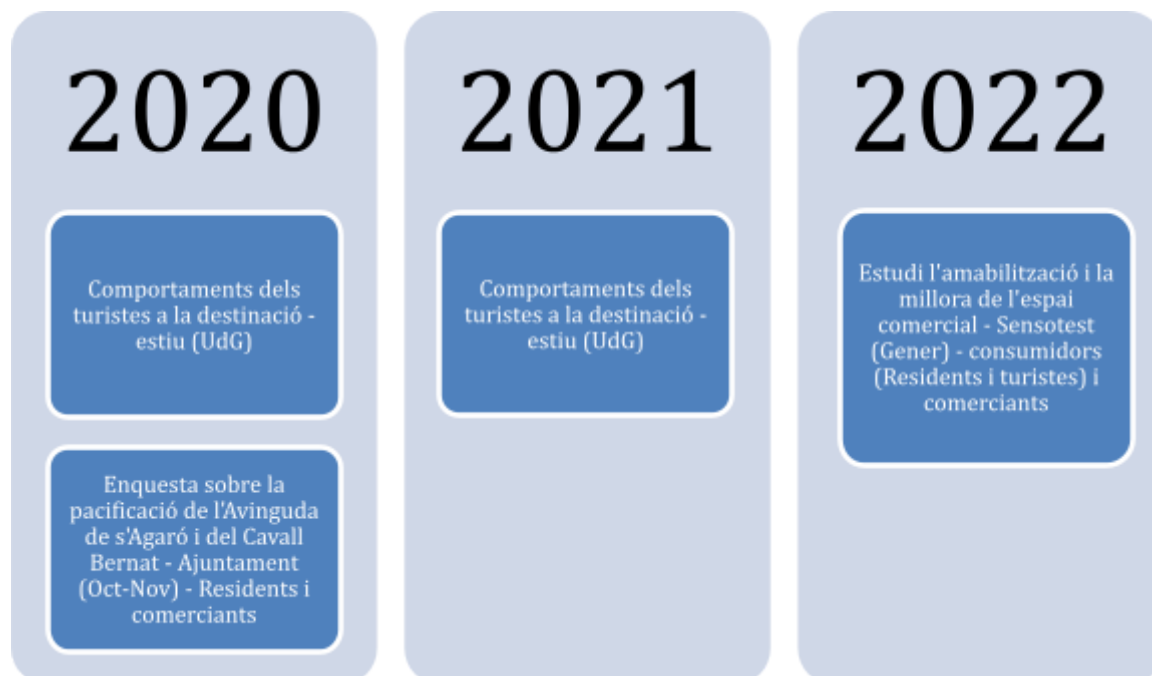 2020
Comportaments dels
turistes a la destinació -
estiu (UdG)
Enquesta sobre la
pacificació de l'Avinguda
de s'Agaró i del Cavall
Bernat - Ajuntament
(Oct-Nov) - Residents i
comerciants
2021
Comportaments dels
turistes a la destinació -
estiu (UdG)
2022
Estudi l'amabilització i la
millora de l'espai
comercial - Sensotest
(Gener) - consumidors
(Residents i turistes) i
comerciants